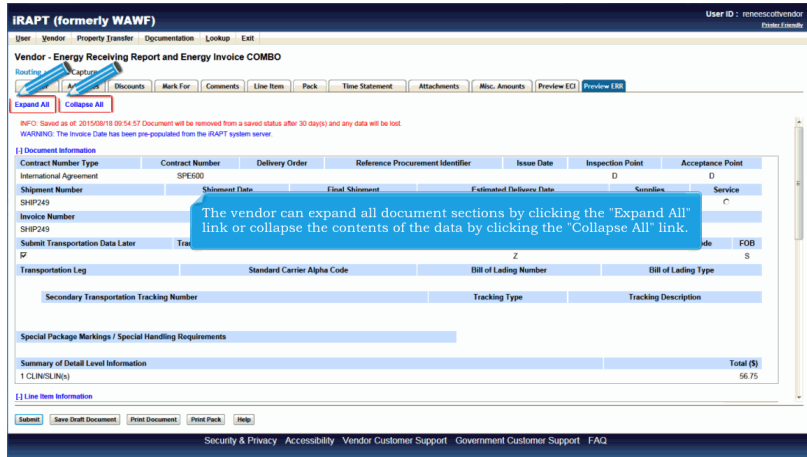 iRAPT (formerly WAWF)
User ID : reneescottvendor
Printer Friendly
User Vendor Property Transfer Documentation Lookup Exit
Vendor - Energy Receiving Report and Energy Invoice COMBO
Routing Capture
Discounts Mark For Comments Line Item Pack Time Statement Attachments Misc. Amounts Preview ECI Preview ERR
Expand All Collapse All
INFO: Saved as of: 2015/08/18 09:54:57 Document will be removed from a saved status after 30 day(s) and any data will be lost.
WARNING: The Invoice Date has been pre-populated from the iRAPT system server.
[-] Document Information
Contract Number Type Contract Number Delivery Order Reference Procurement Identifier Issue Date Inspection Point Acceptance Point
International Agreement SPE600 D D
Shipment Number Shipment Date Final Shipment Estimated Delivery Date Supplies Service
SHIP249
The vendor can expand all document sections by clicking the "Expand All"
link or collapse the contents of the data by clicking the "Collapse All" link.
Invoice Number
SHIP249
Submit Transportation Data Later FOB
Z S
Transportation Leg Standard Carrier Alpha Code Bill of Lading Number Bill of Lading Type
Secondary Transportation Tracking Number Tracking Type Tracking Description
Special Package Markings / Special Handling Requirements
Summary of Detail Level Information Total ($)
1 CLIN/SLIN(s) 56.75
[-] Line Item Information
Submit Save Draft Document Print Document Print Pack Help
Security & Privacy Accessibility Vendor Customer Support Government Customer Support FAQ